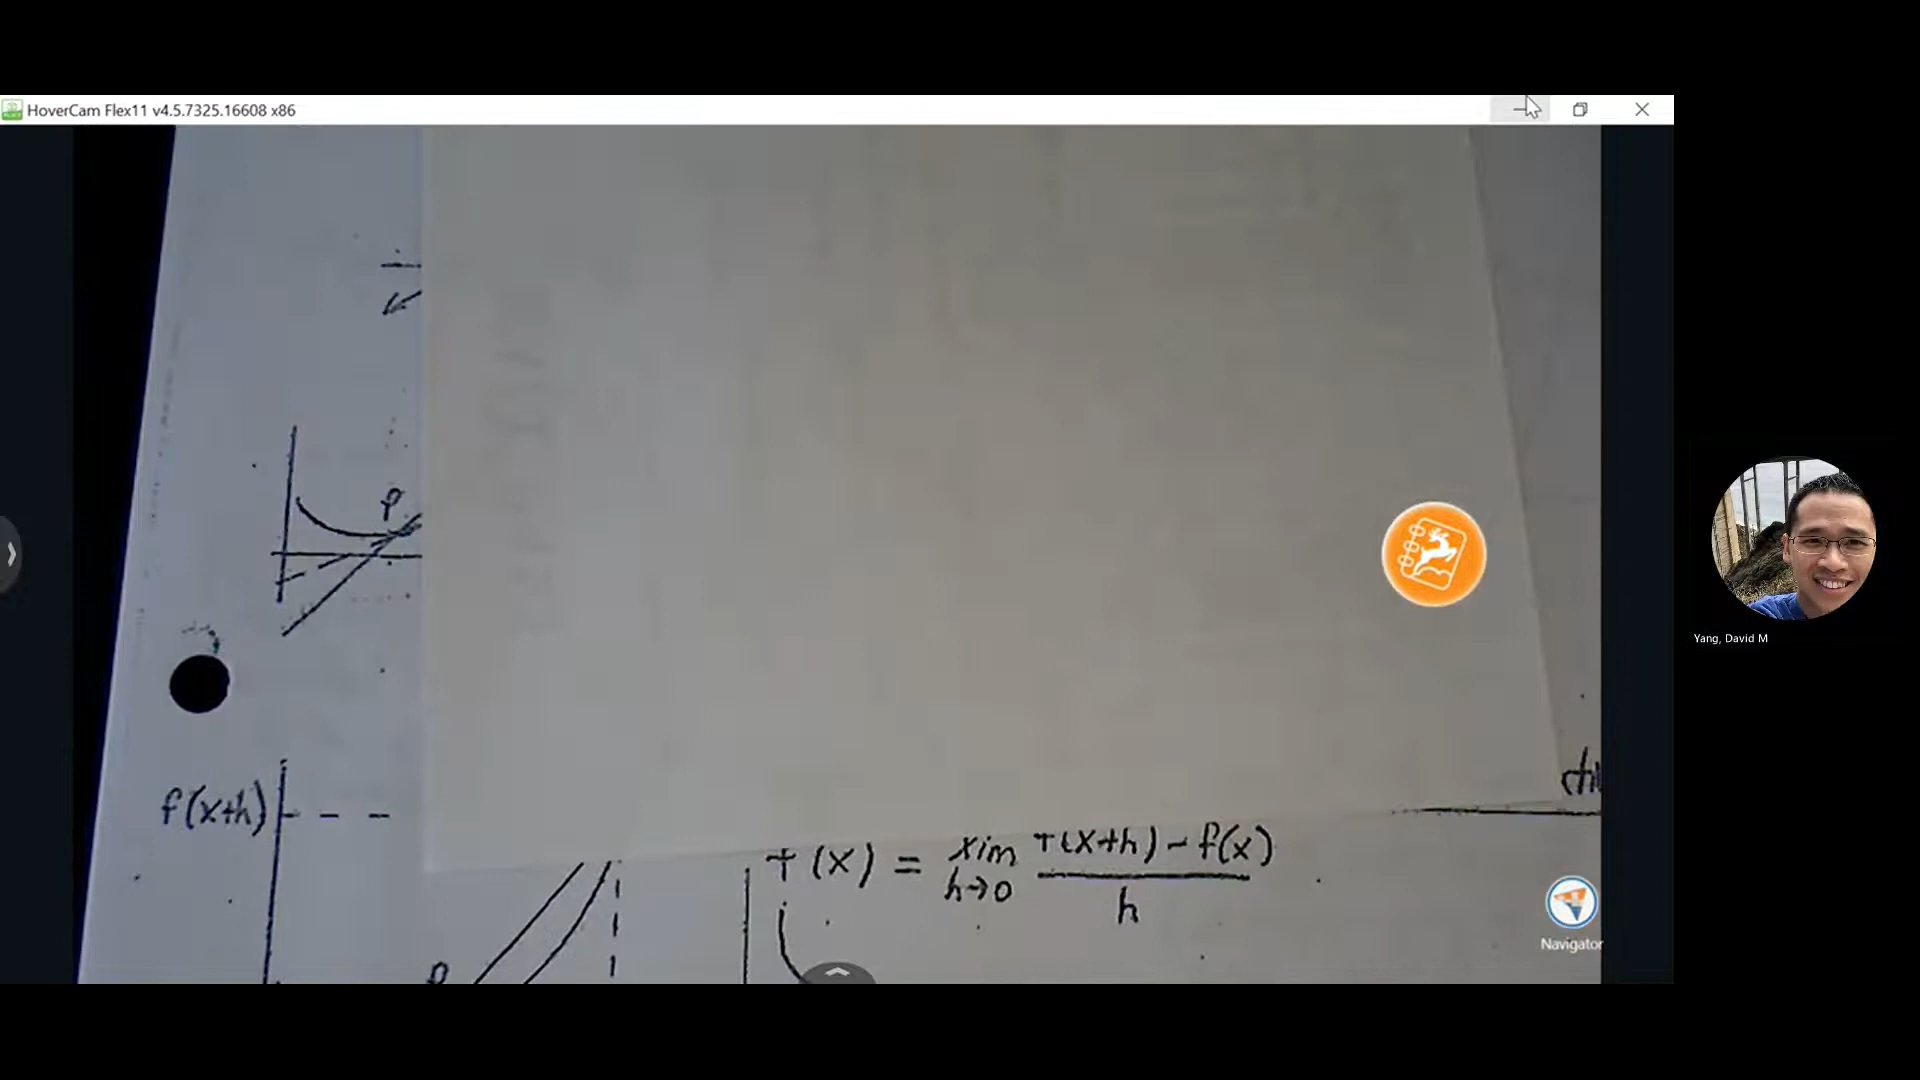 HoverCam Flex11 v4.5.7325.16608 x86
P
f(x+h)
(x) = lim (x+h) - f(x)
h→0 h
P
Navigator
Yang, David M